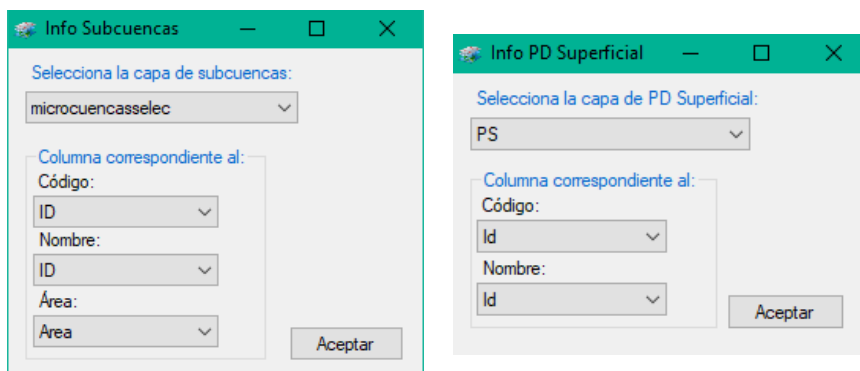 Info Subcuencas
Selecciona la capa de subcuencas:
microcuencasselec
Columna correspondiente al:
Código:
ID
Nombre:
ID
Área:
Area
Aceptar
Info PD Superficial
Selecciona la capa de PD Superficial:
PS
Columna correspondiente al:
Código:
Id
Nombre:
Id
Aceptar